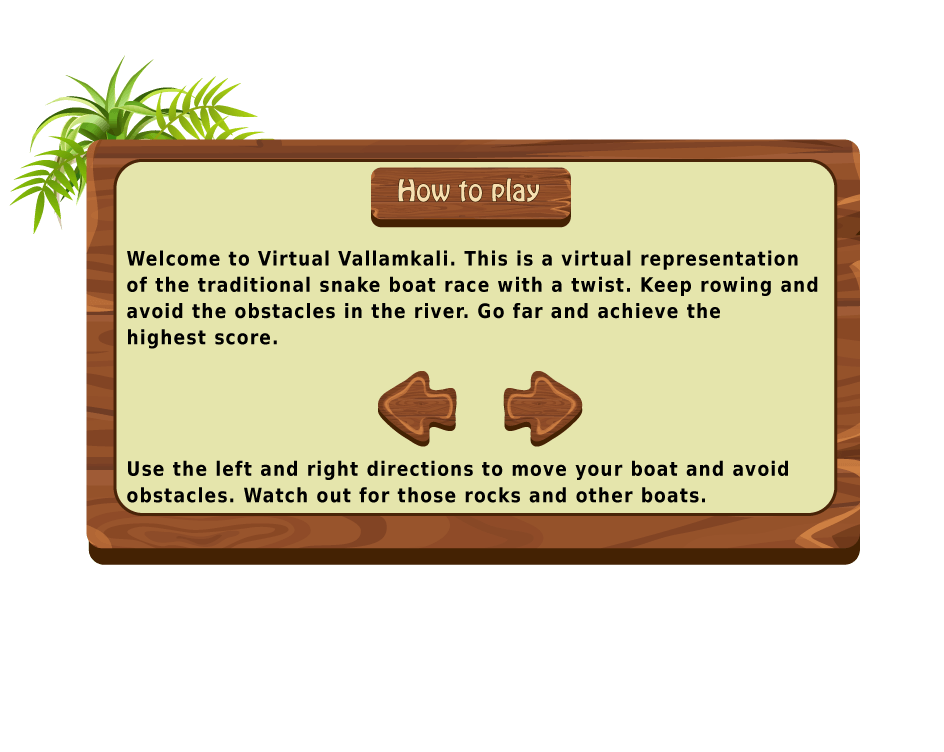 How to play
Welcome to Virtual Vallamkali. This is a virtual representation
of the traditional snake boat race with a twist. Keep rowing and
avoid the obstacles in the river. Go far and achieve the
highest score.
Use the left and right directions to move your boat and avoid
obstacles. Watch out for those rocks and other boats.